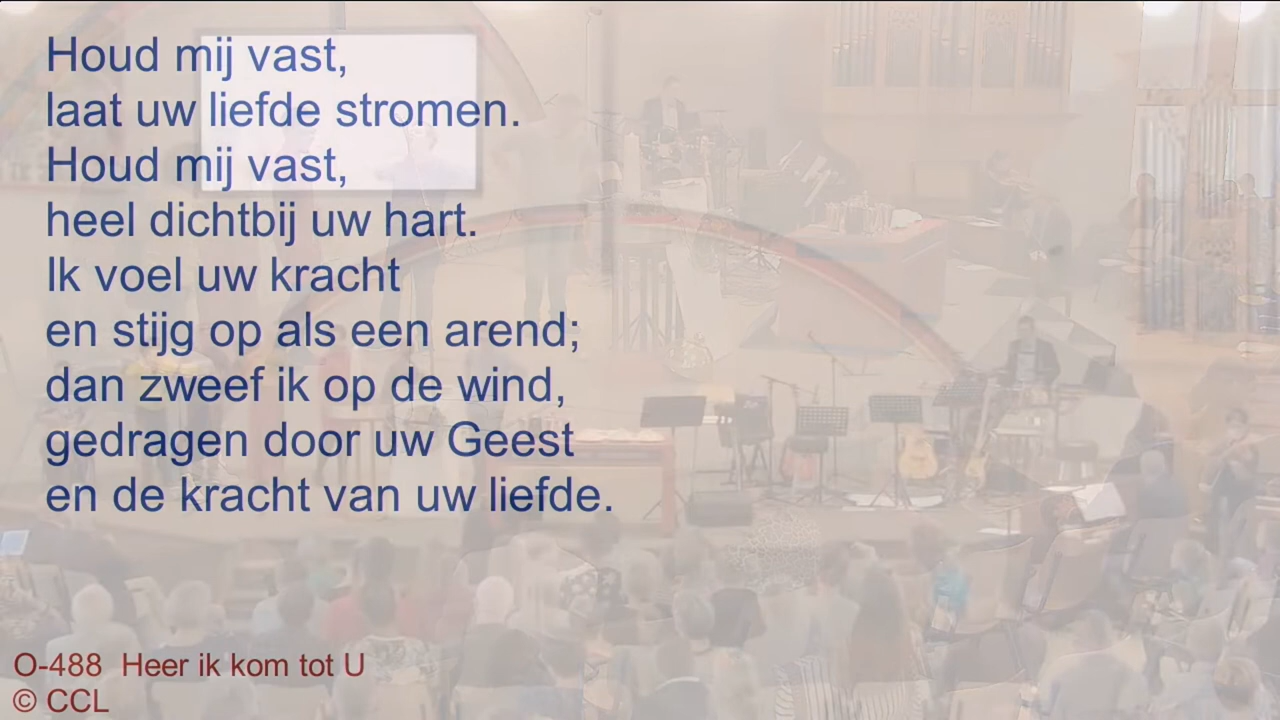 Houd mij vast,
laat uw liefde stromen.
Houd mij vast,
heel dichtbij uw hart.
Ik voel uw kracht
en stijg op als een arend;
dan zweef ik op de wind,
gedragen door uw Geest
en de kracht van uw liefde.
O-488 Heer ik kom tot U
© CCL